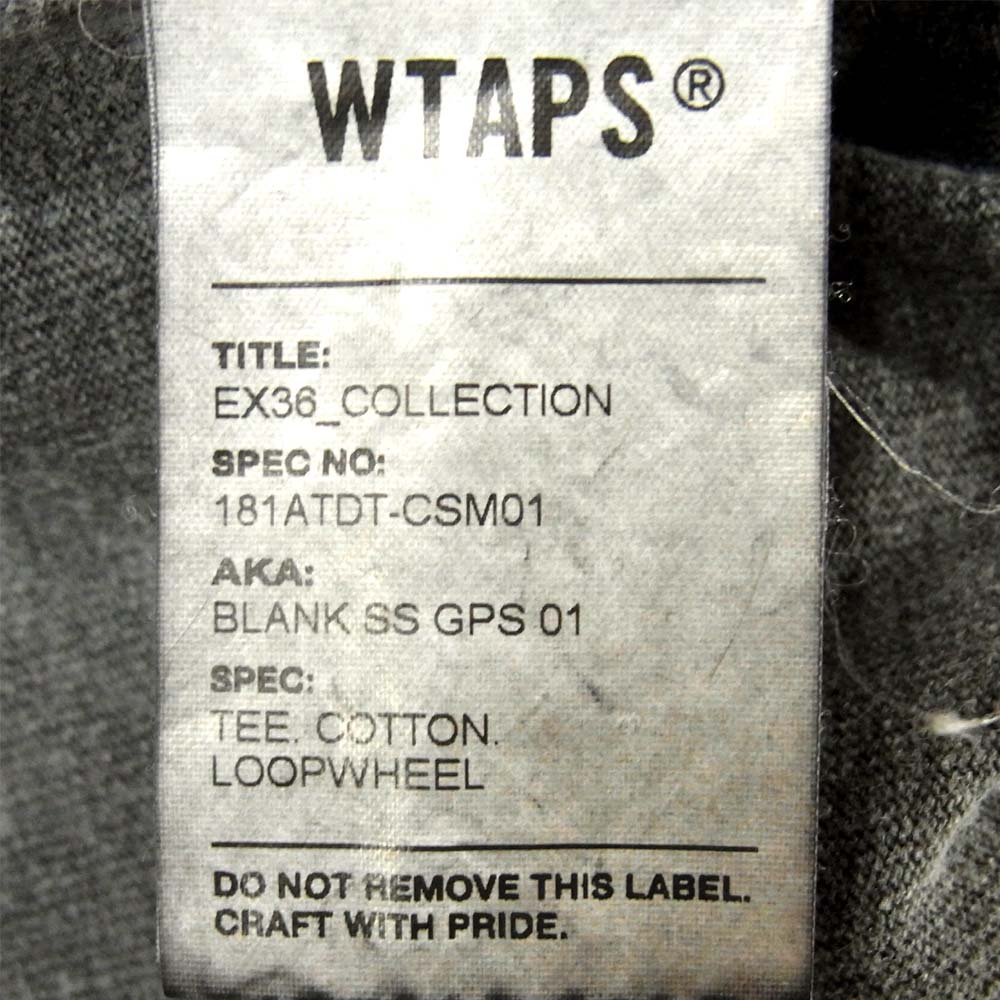 WTAPS®
TITLE:
EX36_COLLECTION
SPEC NO:
181ATDT-CSM01
AKA:
BLANK SS GPS 01
SPEC:
TEE. COTTON.
LOOPWHEEL
DO NOT REMOVE THIS LABEL.
CRAFT WITH PRIDE.